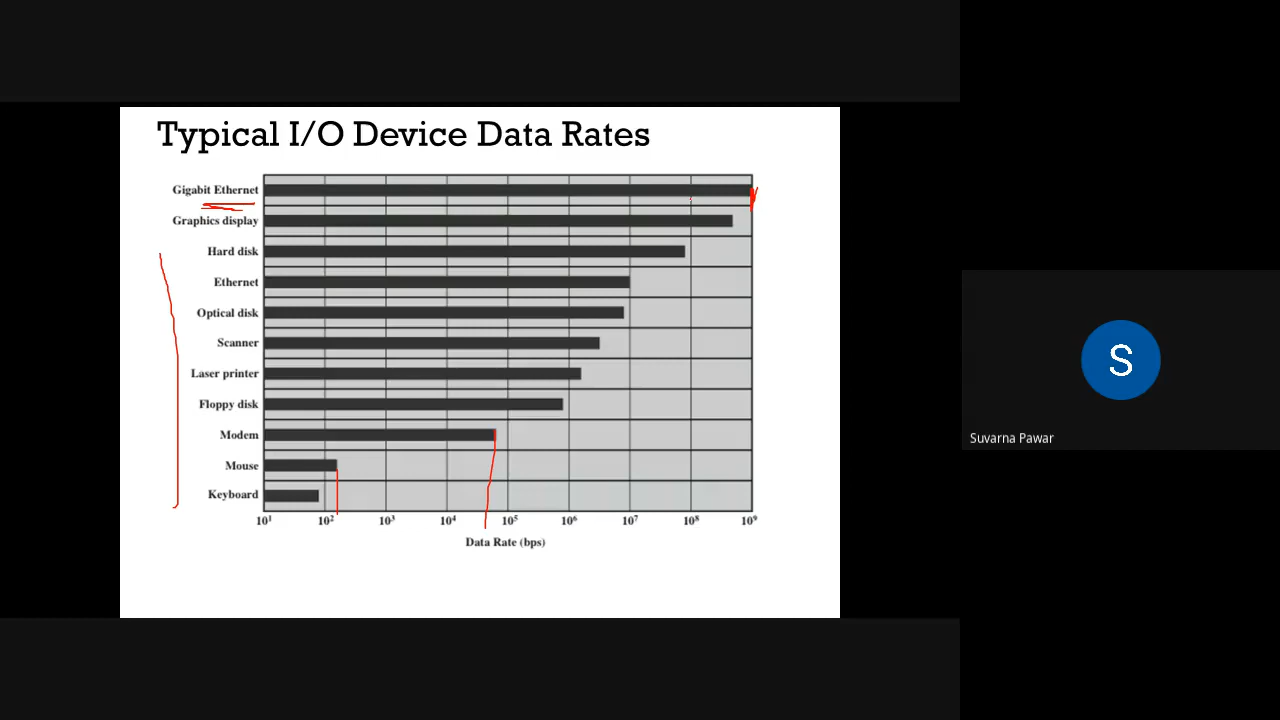 Typical I/O Device Data Rates
Gigabit Ethernet
Graphics display
Hard disk
Ethernet
Optical disk
Scanner
Laser printer
Floppy disk
Modem
Mouse
Keyboard
10¹ 10² 10³ 10⁴ 10⁵ 10⁶ 10⁷ 10⁸ 10⁹
Data Rate (bps)
S
Suvarna Pawar